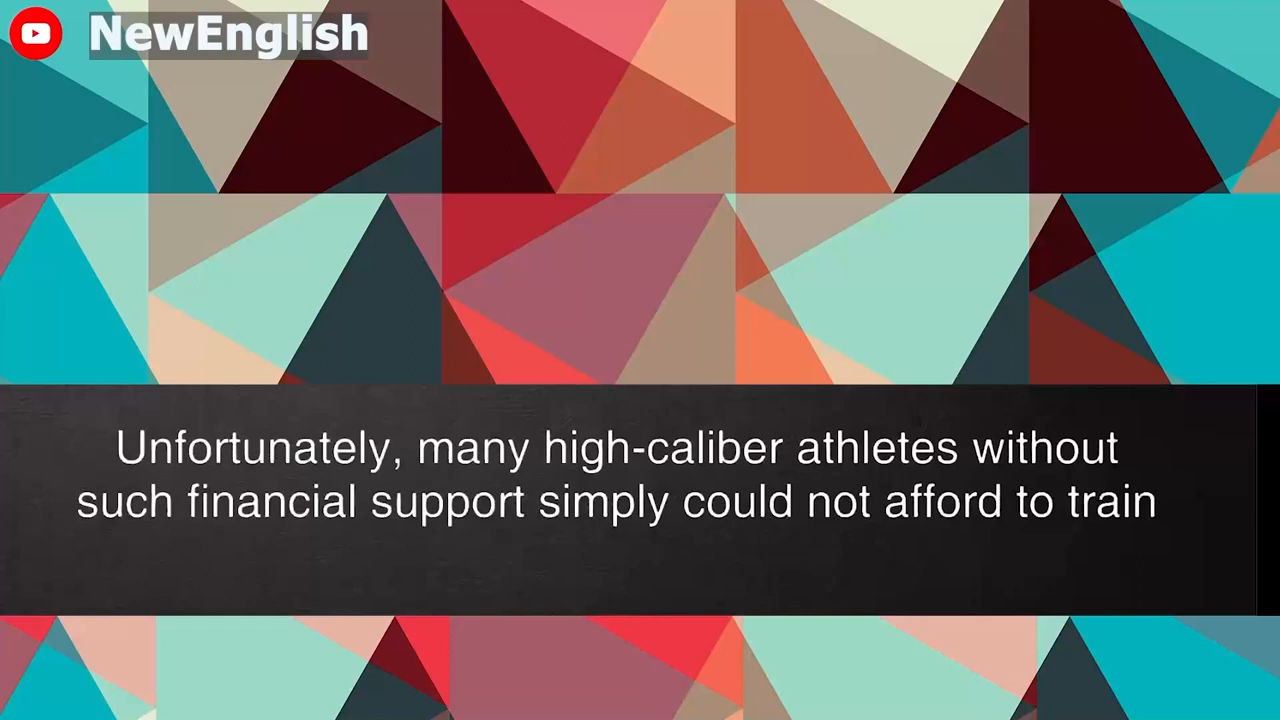 NewEnglish
Unfortunately, many high-caliber athletes without
such financial support simply could not afford to train